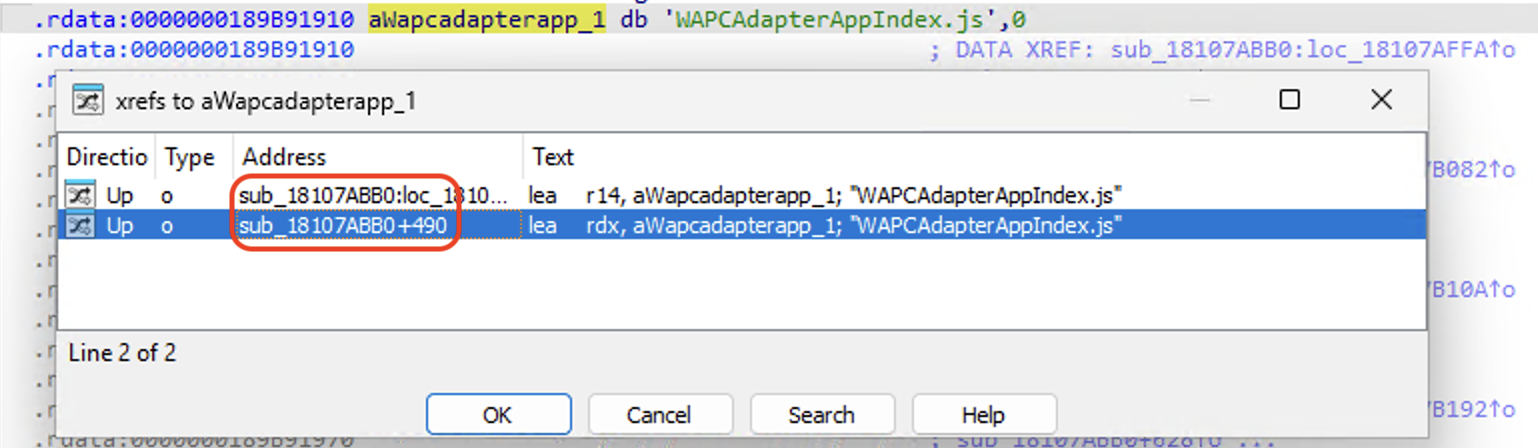 .rdata:0000000189B91910 aWapcadapterapp_1 db 'WAPCAdapterAppIndex.js',0
.rdata:0000000189B91910 ; DATA XREF: sub_18107ABB0:loc_18107AFFA↑o
xrefs to aWapcadapterapp_1
Directio Type Address Text
Up o sub_18107ABB0:loc_1810... lea r14, aWapcadapterapp_1; "WAPCAdapterAppIndex.js"
7B082↑o
Up o sub_18107ABB0+490 lea rdx, aWapcadapterapp_1; "WAPCAdapterAppIndex.js"
7B10A↑o
Line 2 of 2
OK Cancel Search Help
7B192↑o
.rdata:0000000189B91970 ; sub_18107ABB0+628↑o ...